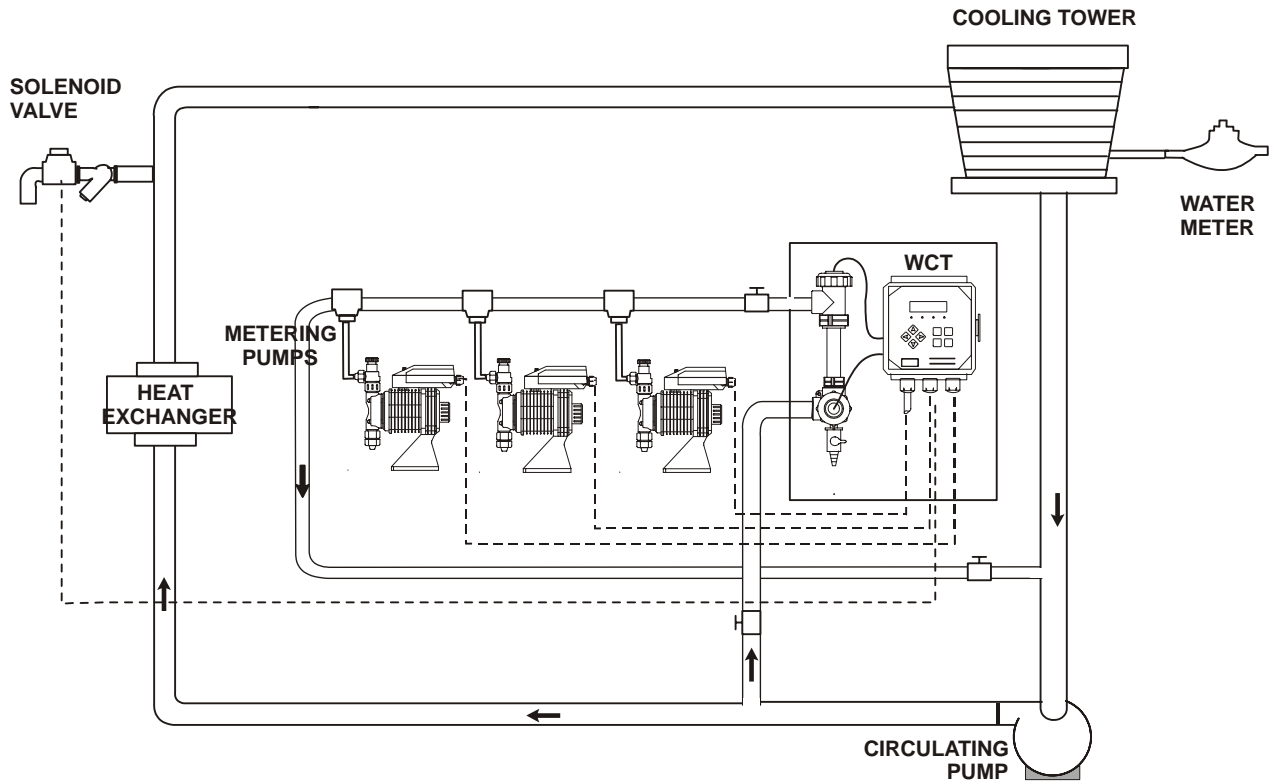 COOLING TOWER
SOLENOID
VALVE
WATER
METER
WCT
METERING
PUMPS
HEAT
EXCHANGER
CIRCULATING
PUMP